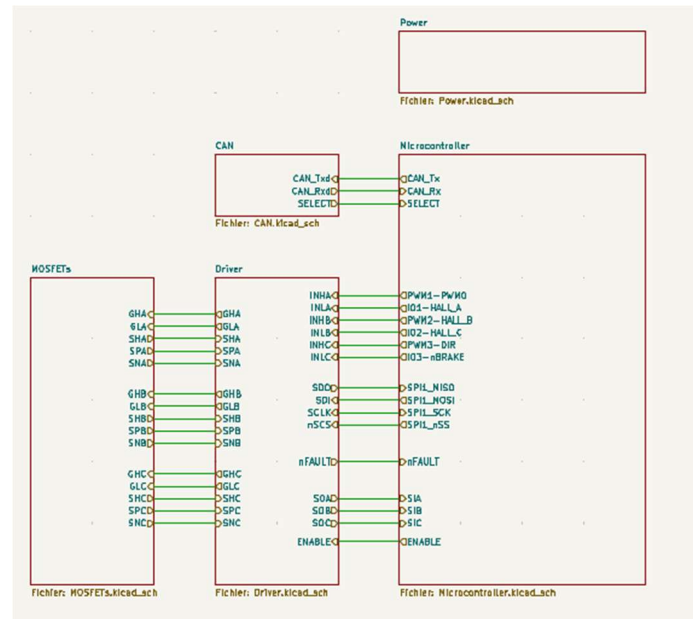 Power
Fichier: Power.kicad_sch
CAN
Microcontroller
CAN_Txd CAN_Tx
CAN_Rxd CAN_Rx
SELECT SELECT
Fichier: CAN.kicad_sch
MOSFETs
Driver
INHA PWM1-PWMO
INLA IO1-HALL_A
GHA GHA
INHB PWM2-HALL_B
GLA GLA
INLB IO2-HALL_C
SHA SHA
INHC PWM3-DIR
SPA SPA
INLC IO3-nBRAKE
SNA SNA
SDO SPI1_MISO
GHB GHB
SDI SPI1_MOSI
GLB GLB
SCLK SPI1_SCK
SHB SHB
nSCS SPI1_nSS
SPB SPB
SNB SNB
nFAULT nFAULT
GHC GHC
GLC GLC
SHC SHC
SOA SIA
SPC SPC
SOB SIB
SNC SNC
SOC SIC
ENABLE ENABLE
Fichier: MOSFETs.kicad_sch
Fichier: Driver.kicad_sch
Fichier: Microcontroller.kicad_sch